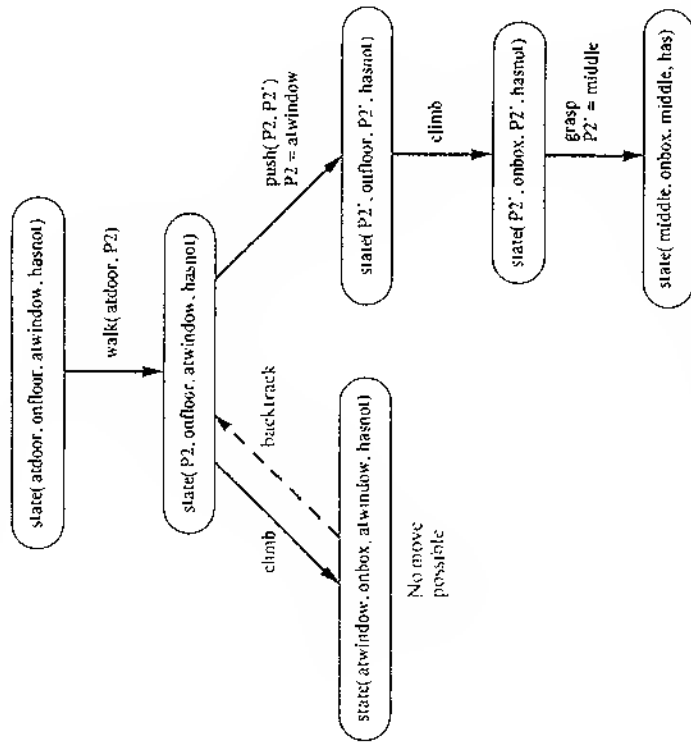 state( atdoor, onfloor, atwindow, hasnot)
walk( atdoor, P2)
state( P2, onfloor, atwindow, hasnot)
climb
backtrack
push( P2, P2')
P2 = atwindow
state( atwindow, onbox, atwindow, hasnot)
No move
possible
state( P2', onfloor, P2', hasnot)
climb
state( P2', onbox, P2', hasnot)
grasp
P2' = middle
state( middle, onbox, middle, has)